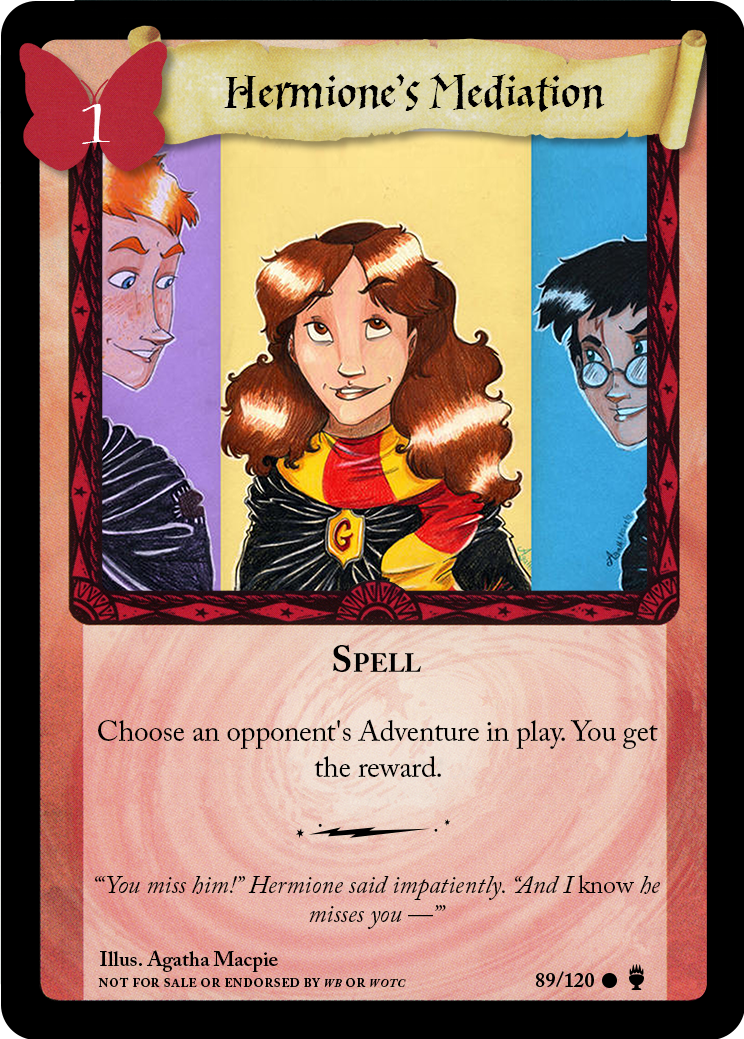 1
Hermione's Mediation
G
SPELL
Choose an opponent's Adventure in play. You get
the reward.
“‘You miss him!” Hermione said impatiently. “And I know he
misses you —’”
Illus. Agatha Macpie
NOT FOR SALE OR ENDORSED BY WB OR WOTC
89/120